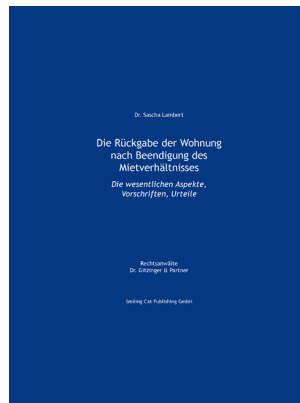 Dr. Sascha Lambert
Die Rückgabe der Wohnung
nach Beendigung des
Mietverhältnisses
Die wesentlichen Aspekte,
Vorschriften, Urteile
Rechtsanwälte
Dr. Gitzinger & Partner
Smiling Cat Publishing GmbH